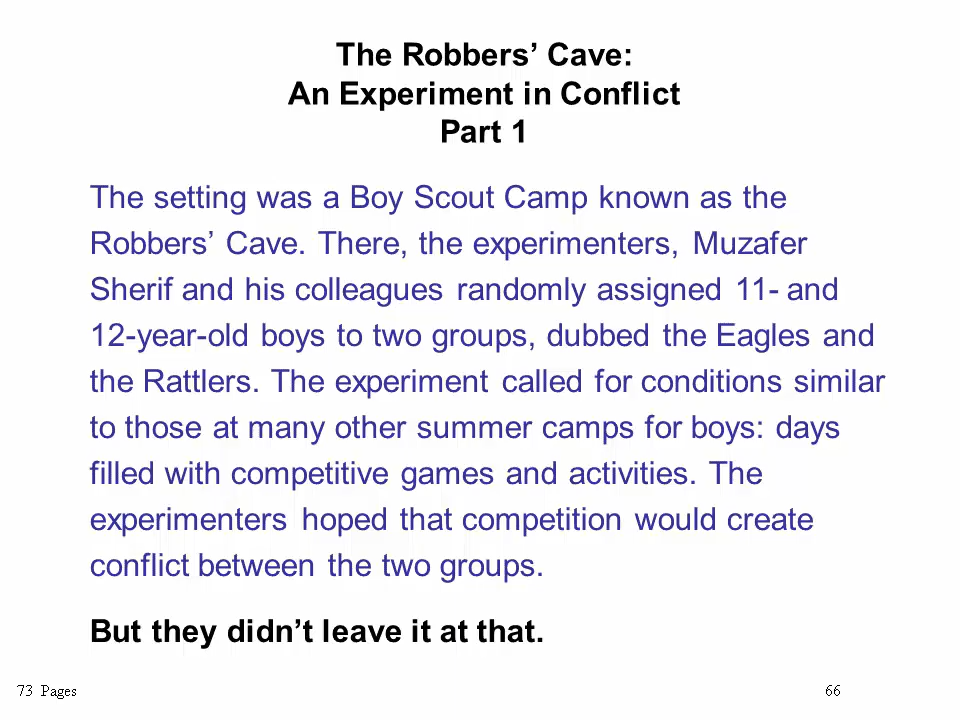 The Robbers’ Cave:
An Experiment in Conflict
Part 1
The setting was a Boy Scout Camp known as the
Robbers’ Cave. There, the experimenters, Muzafer
Sherif and his colleagues randomly assigned 11- and
12-year-old boys to two groups, dubbed the Eagles and
the Rattlers. The experiment called for conditions similar
to those at many other summer camps for boys: days
filled with competitive games and activities. The
experimenters hoped that competition would create
conflict between the two groups.
But they didn’t leave it at that.
73 Pages
66